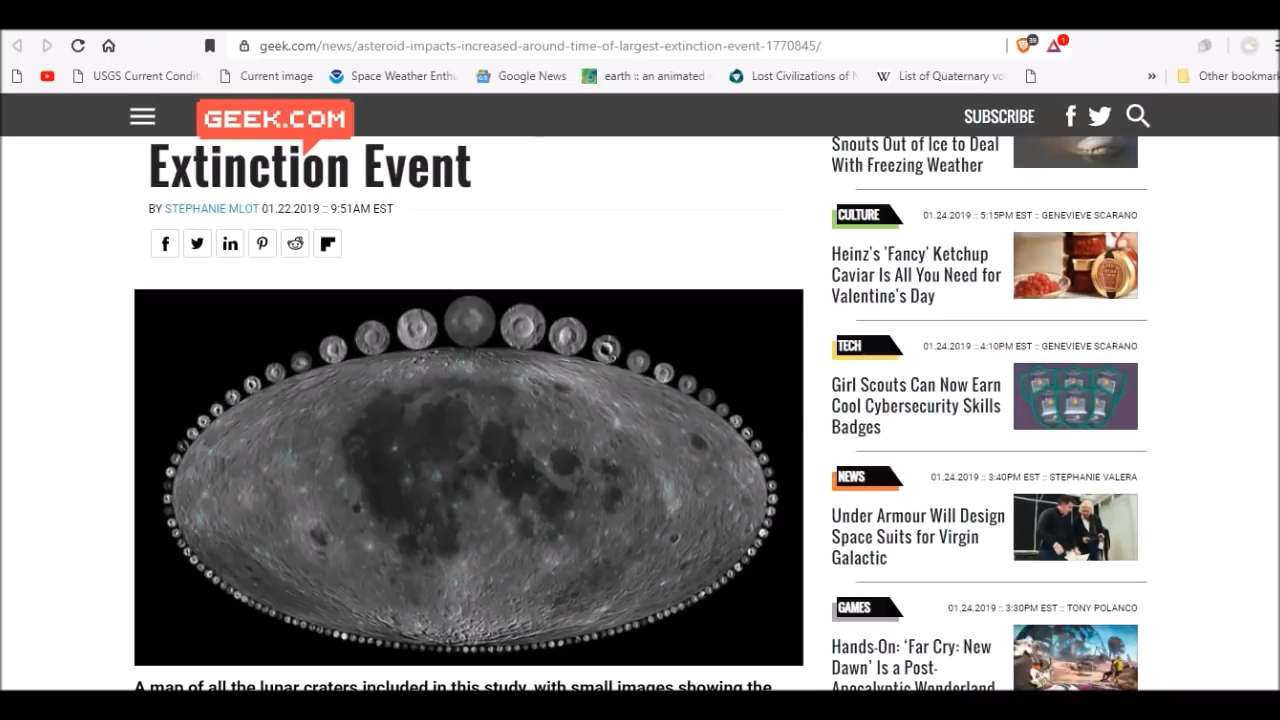 geek.com/news/asteroid-impacts-increased-around-time-of-largest-extinction-event-1770845/
39
1
USGS Current Condi
Current image
Space Weather Enthu
Google News
earth :: an animated
Lost Civilizations of N
W
List of Quaternary vo
»
Other bookmark
GEEK.COM
SUBSCRIBE
Extinction Event
BY STEPHANIE MLOT 01.22.2019 :: 9:51AM EST
A map of all the lunar craters included in this study, with small images showing the
Snouts Out of Ice to Deal
With Freezing Weather
CULTURE
01.24.2019 :: 5:15PM EST :: GENEVIEVE SCARANO
Heinz's 'Fancy' Ketchup
Caviar Is All You Need for
Valentine's Day
TECH
01.24.2019 :: 4:10PM EST :: GENEVIEVE SCARANO
Girl Scouts Can Now Earn
Cool Cybersecurity Skills
Badges
NEWS
01.24.2019 :: 3:40PM EST :: STEPHANIE VALERA
Under Armour Will Design
Space Suits for Virgin
Galactic
GAMES
01.24.2019 :: 3:30PM EST :: TONY POLANCO
Hands-On: ‘Far Cry: New
Dawn’ Is a Post-
Apocalyptic Wonderland